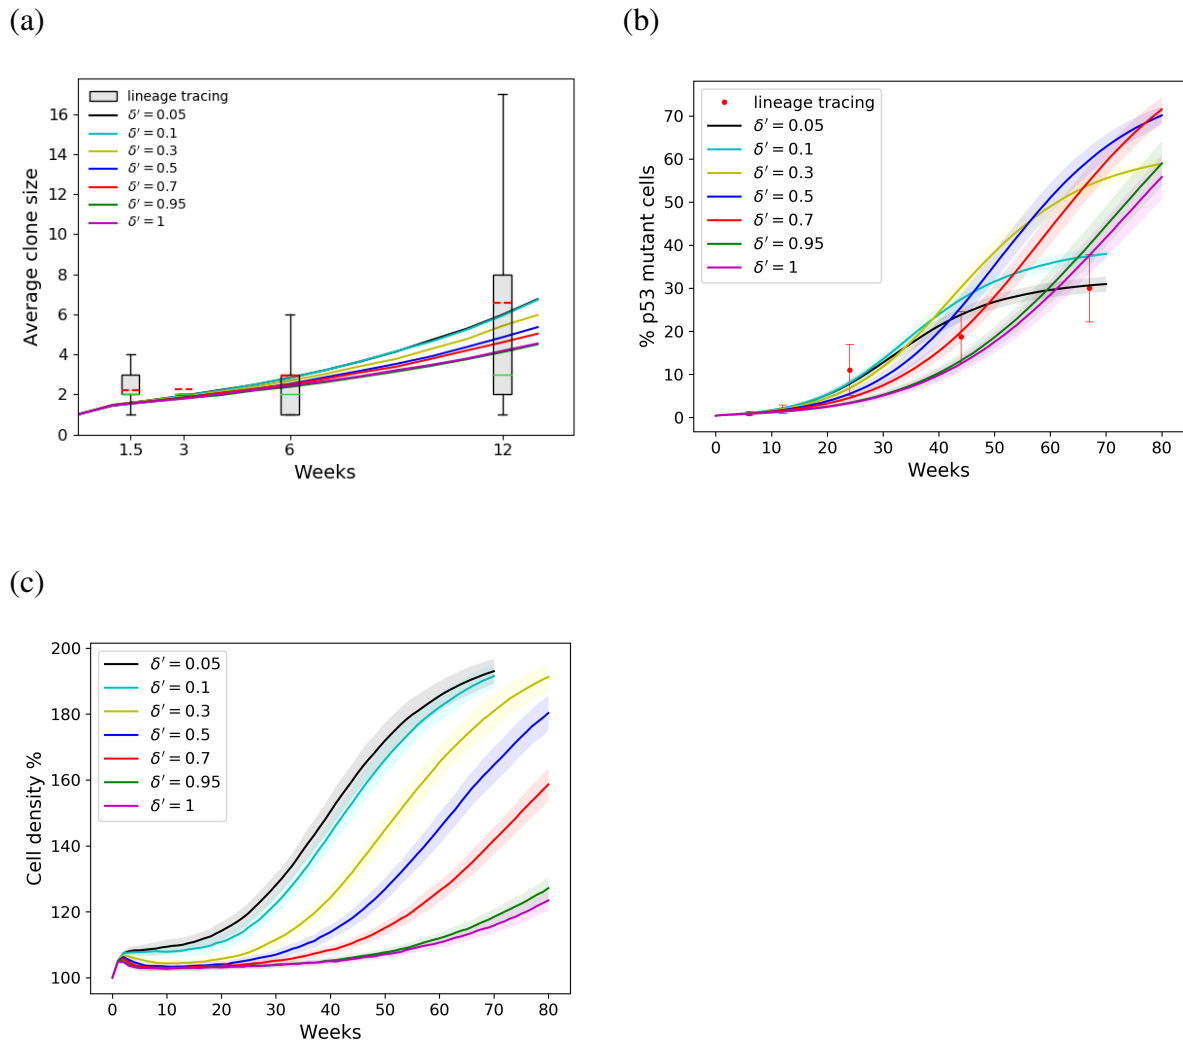 (a)
16
14
12
10
8
6
4
2
0
Average clone size
lineage tracing
δ′ = 0.05
δ′ = 0.1
δ′ = 0.3
δ′ = 0.5
δ′ = 0.7
δ′ = 0.95
δ′ = 1
1.5 3 6 12
Weeks
(b)
70
60
50
40
30
20
10
0
% p53 mutant cells
lineage tracing
δ′ = 0.05
δ′ = 0.1
δ′ = 0.3
δ′ = 0.5
δ′ = 0.7
δ′ = 0.95
δ′ = 1
0 10 20 30 40 50 60 70 80
Weeks
(c)
200
180
160
140
120
100
Cell density %
δ′ = 0.05
δ′ = 0.1
δ′ = 0.3
δ′ = 0.5
δ′ = 0.7
δ′ = 0.95
δ′ = 1
0 10 20 30 40 50 60 70 80
Weeks